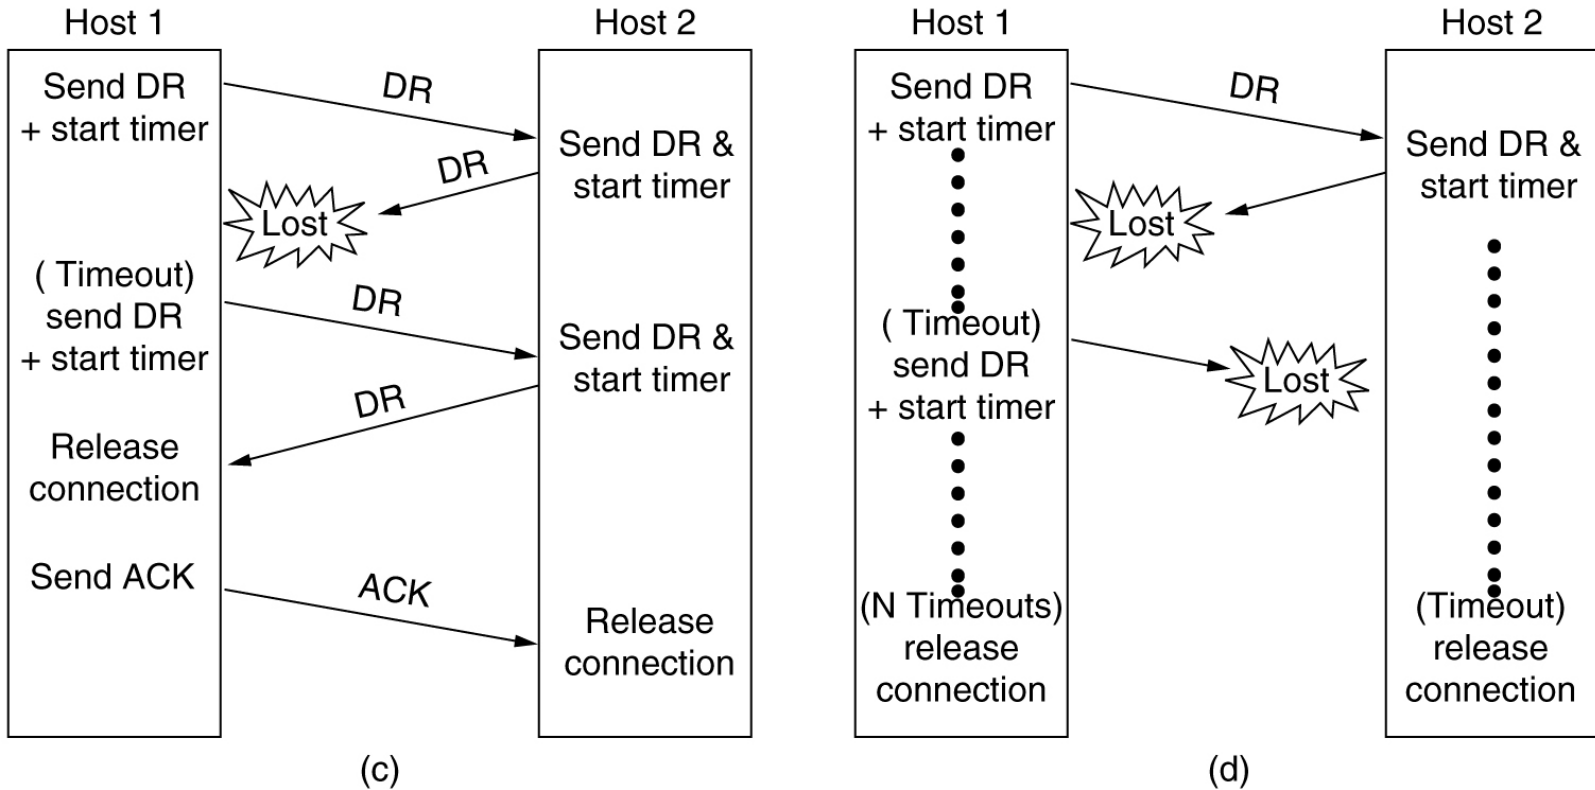 Host 1
Host 2
Send DR
+ start timer
DR
Send DR &
start timer
DR
Lost
( Timeout)
send DR
+ start timer
DR
Send DR &
start timer
DR
Release
connection
Send ACK
ACK
Release
connection
(c)
Host 1
Host 2
Send DR
+ start timer
DR
Send DR &
start timer
Lost
( Timeout)
send DR
+ start timer
Lost
(N Timeouts)
release
connection
(Timeout)
release
connection
(d)